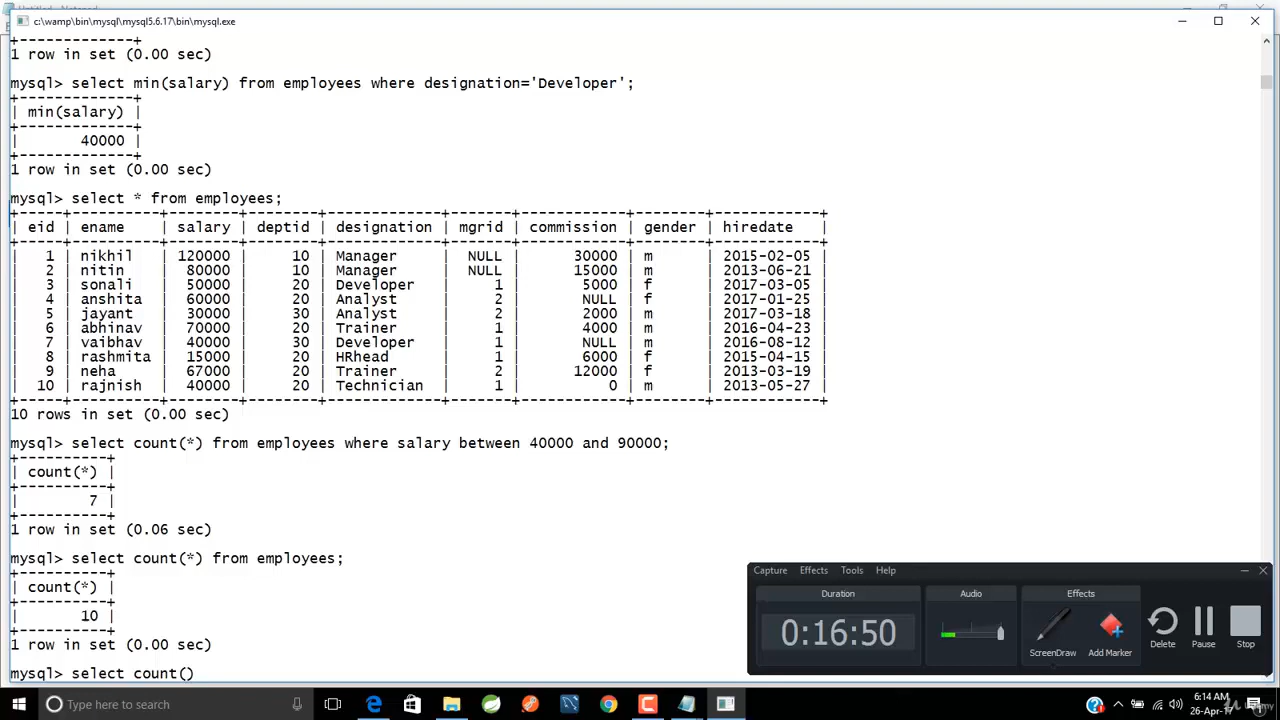 Untitled - Notepad
c:\wamp\bin\mysql\mysql5.6.17\bin\mysql.exe
+-------------+
1 row in set (0.00 sec)
mysql> select min(salary) from employees where designation='Developer';
+-------------+
| min(salary) |
+-------------+
|       40000 |
+-------------+
1 row in set (0.00 sec)
mysql> select * from employees;
+-----+----------+--------+--------+-------------+-------+------------+--------+------------+
| eid | ename    | salary | deptid | designation | mgrid | commission | gender | hiredate   |
+-----+----------+--------+--------+-------------+-------+------------+--------+------------+
|   1 | nikhil   | 120000 |     10 | Manager     |  NULL |      30000 | m      | 2015-02-05 |
|   2 | nitin    |  80000 |     10 | Manager     |  NULL |      15000 | m      | 2013-06-21 |
|   3 | sonali   |  50000 |     20 | Developer   |     1 |       5000 | f      | 2017-03-05 |
|   4 | anshita  |  60000 |     20 | Analyst     |     2 |       NULL | f      | 2017-01-25 |
|   5 | jayant   |  30000 |     30 | Analyst     |     2 |       2000 | m      | 2017-03-18 |
|   6 | abhinav  |  70000 |     20 | Trainer     |     1 |       4000 | m      | 2016-04-23 |
|   7 | vaibhav  |  40000 |     30 | Developer   |     1 |       NULL | m      | 2016-08-12 |
|   8 | rashmita |  15000 |     20 | HRhead      |     1 |       6000 | f      | 2015-04-15 |
|   9 | neha     |  67000 |     20 | Trainer     |     2 |      12000 | f      | 2013-03-19 |
|  10 | rajnish  |  40000 |     20 | Technician  |     1 |          0 | m      | 2013-05-27 |
+-----+----------+--------+--------+-------------+-------+------------+--------+------------+
10 rows in set (0.00 sec)
mysql> select count(*) from employees where salary between 40000 and 90000;
+----------+
| count(*) |
+----------+
|        7 |
+----------+
1 row in set (0.06 sec)
mysql> select count(*) from employees;
+----------+
| count(*) |
+----------+
|       10 |
+----------+
1 row in set (0.00 sec)
mysql> select count()
Capture Effects Tools Help
Duration Audio Effects
0:16:50
ScreenDraw Add Marker Delete Pause Stop
Type here to search
6:14 AM
26-Apr-17